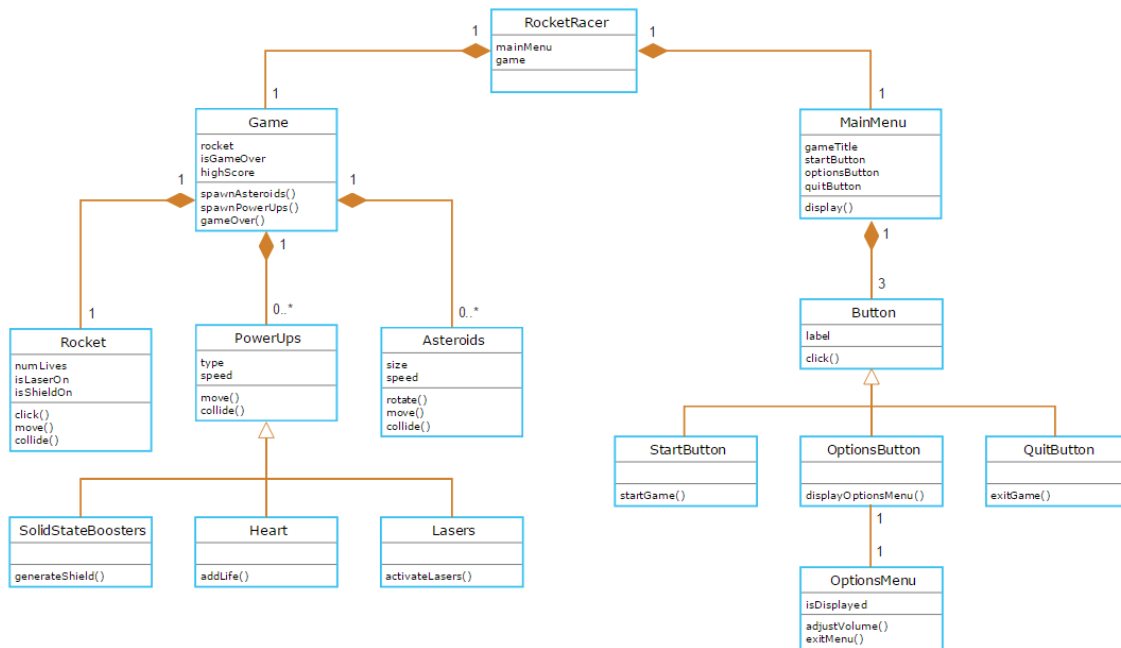 RocketRacer
mainMenu
game
1
1
1
1
Game
rocket
isGameOver
highScore
spawnAsteroids()
spawnPowerUps()
gameOver()
MainMenu
gameTitle
startButton
optionsButton
quitButton
display()
1
1
1
1
0..*
0..*
1
3
Rocket
numLives
isLaserOn
isShieldOn
click()
move()
collide()
PowerUps
type
speed
move()
collide()
Asteroids
size
speed
rotate()
move()
collide()
Button
label
click()
StartButton
startGame()
OptionsButton
displayOptionsMenu()
QuitButton
exitGame()
SolidStateBoosters
generateShield()
Heart
addLife()
Lasers
activateLasers()
1
1
OptionsMenu
isDisplayed
adjustVolume()
exitMenu()